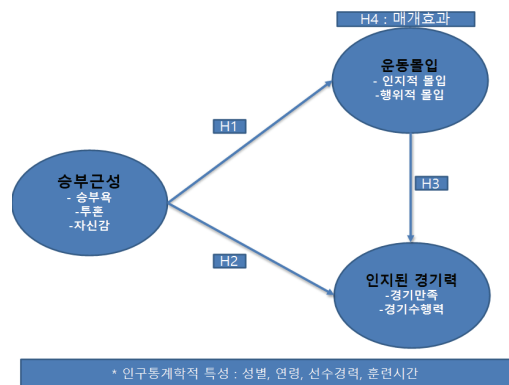 H4 : 매개효과
운동몰입
- 인지적 몰입
-행위적 몰입
H1
승부근성
- 승부욕
-투혼
-자신감
H3
H2
인지된 경기력
-경기만족
-경기수행력
* 인구통계학적 특성 : 성별, 연령, 선수경력, 훈련시간